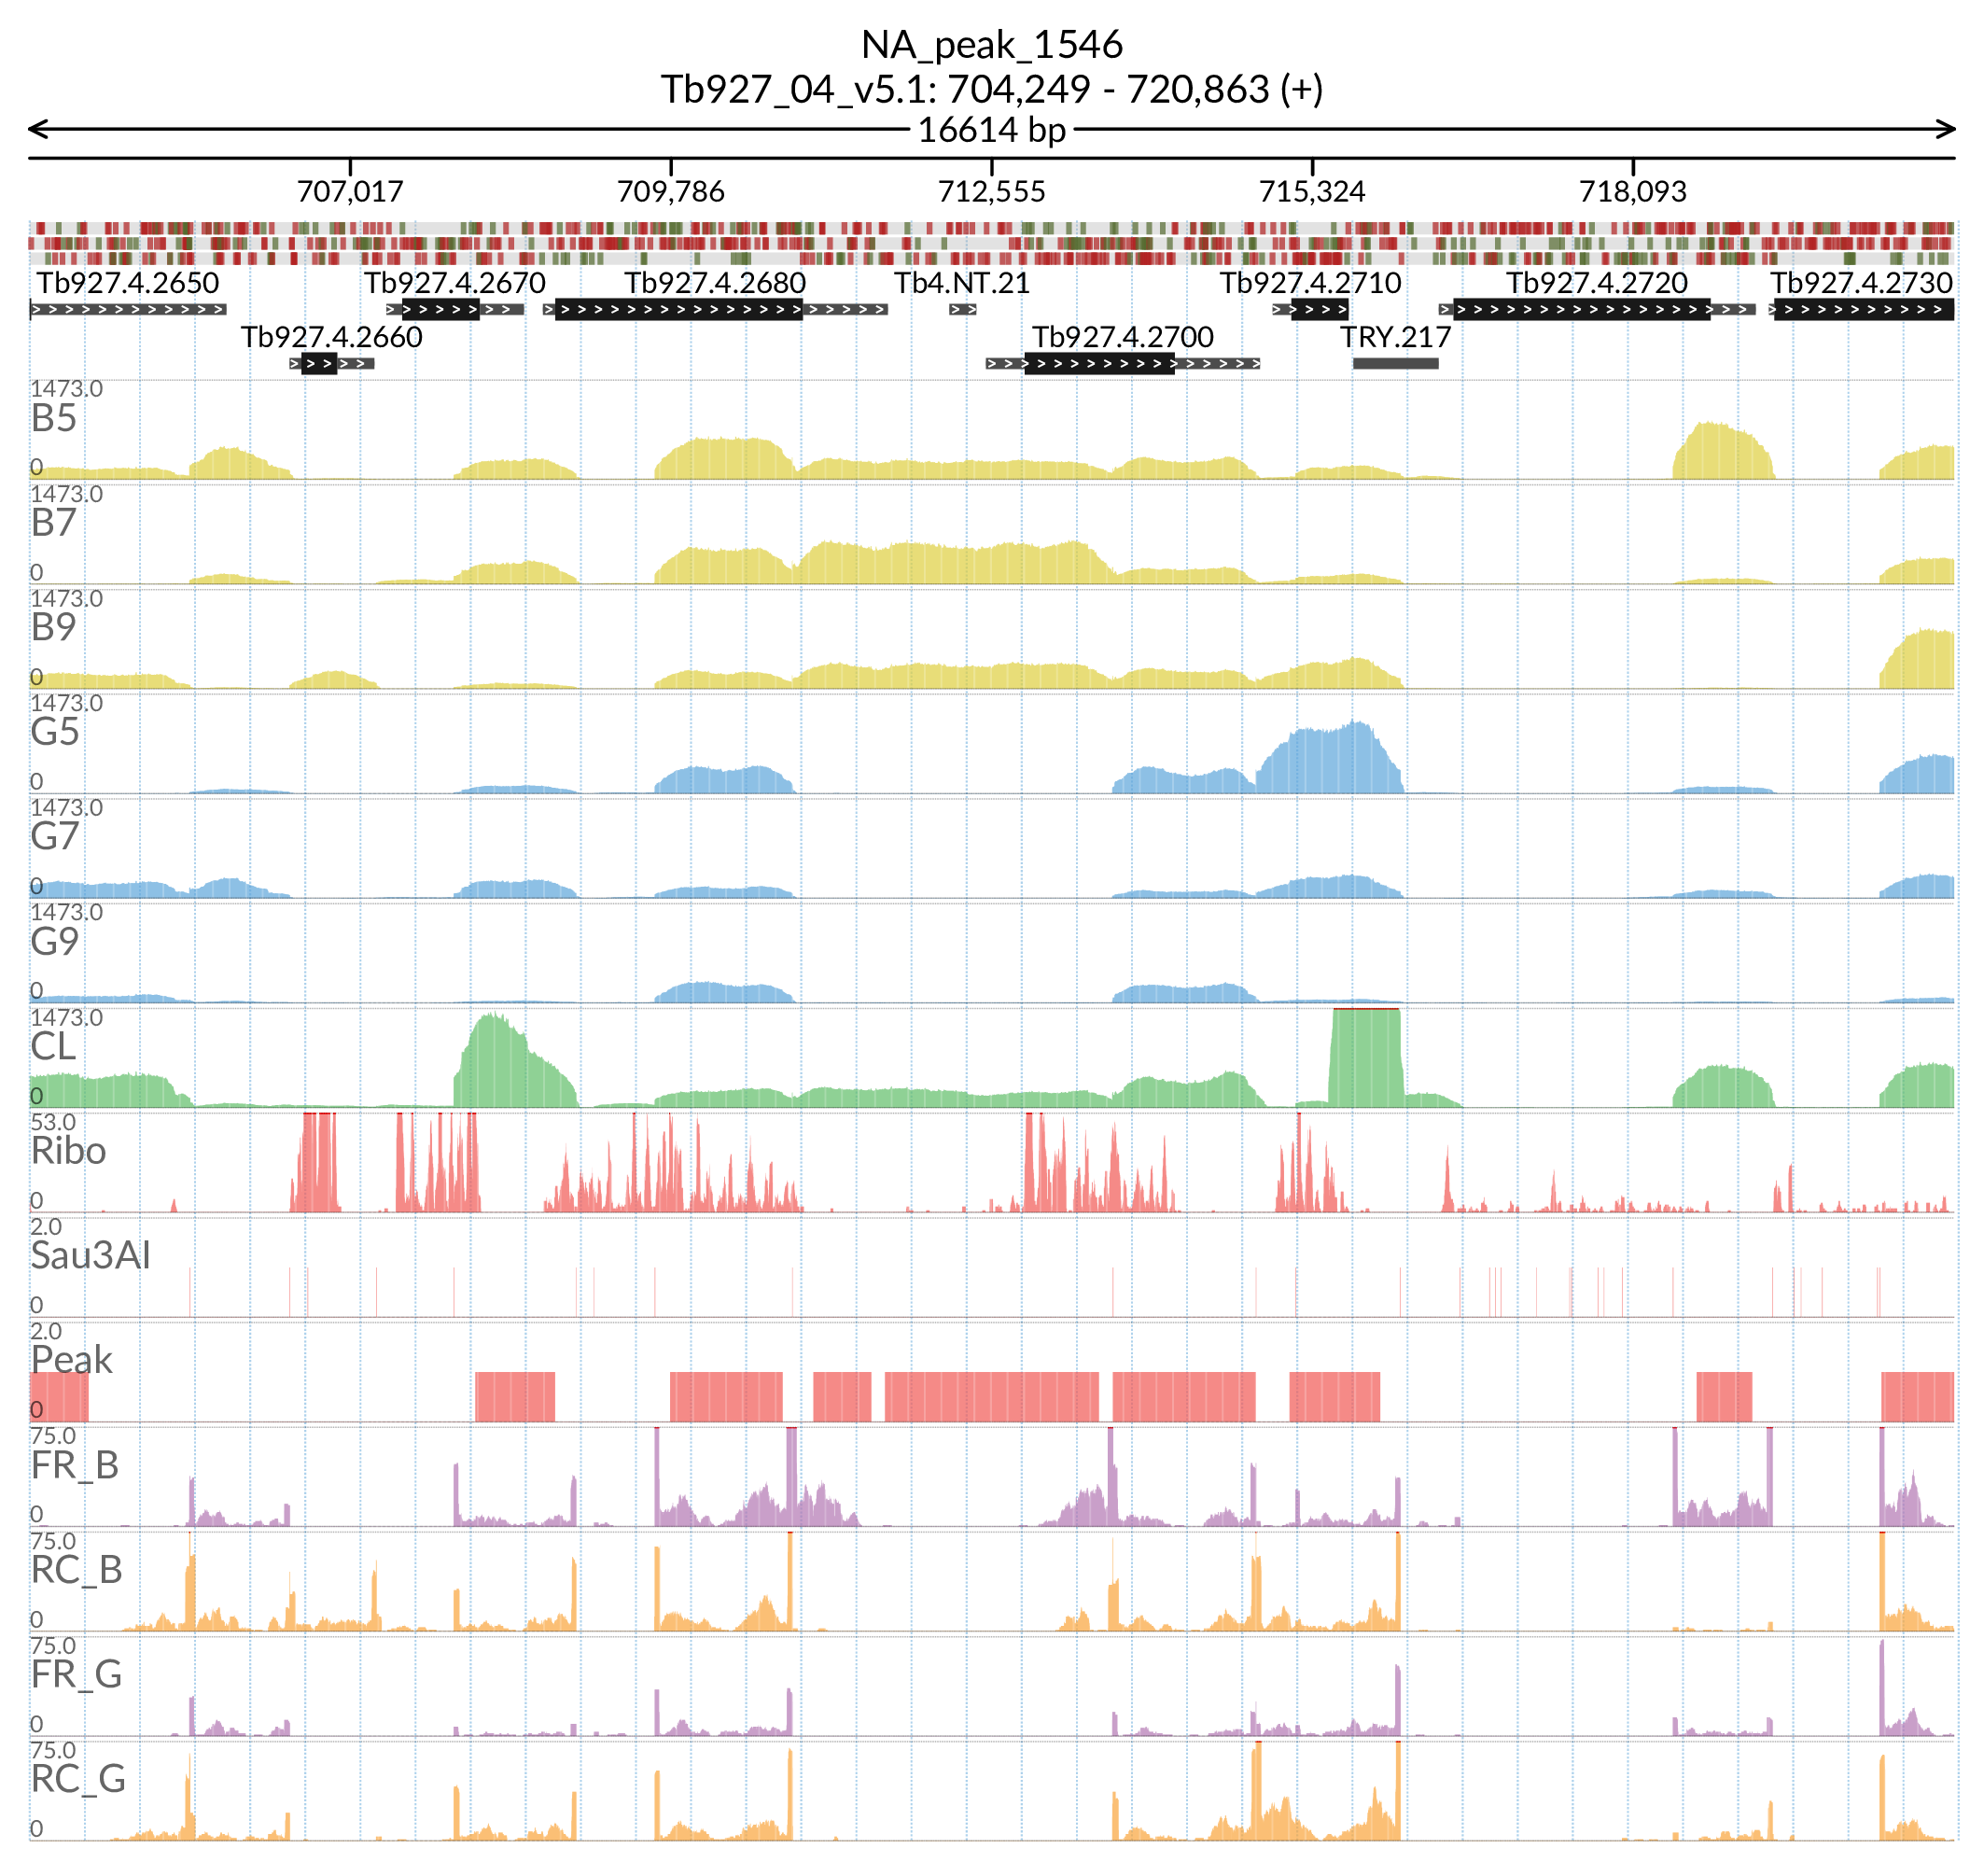 NA_peak_1546
Tb927_04_v5.1: 704,249 - 720,863 (+)
16614 bp
707,017 709,786 712,555 715,324 718,093
Tb927.4.2650 Tb927.4.2670 Tb927.4.2680 Tb4.NT.21 Tb927.4.2710 Tb927.4.2720 Tb927.4.2730
Tb927.4.2660 Tb927.4.2700 TRY.217
1473.0
B5
0
1473.0
B7
0
1473.0
B9
0
1473.0
G5
0
1473.0
G7
0
1473.0
G9
0
1473.0
CL
0
53.0
Ribo
0
2.0
Sau3AI
0
2.0
Peak
0
75.0
FR_B
0
75.0
RC_B
0
75.0
FR_G
0
75.0
RC_G
0